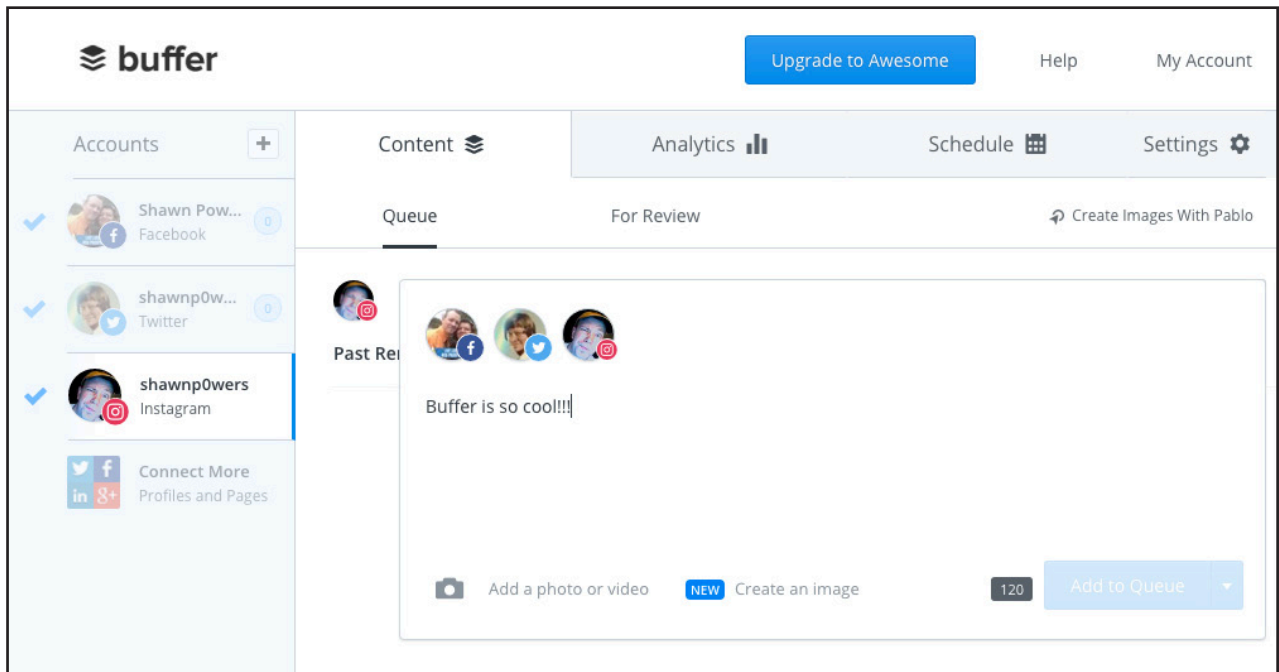 buffer
Upgrade to Awesome Help My Account
Accounts +
Content Analytics Schedule Settings
Shawn Pow... 0
Facebook
Queue For Review Create Images With Pablo
shawnp0w... 0
Twitter
Past Rer
shawnp0wers
Instagram
Buffer is so cool!!!
Connect More
in g+ Profiles and Pages
Add a photo or video NEW Create an image 120 Add to Queue